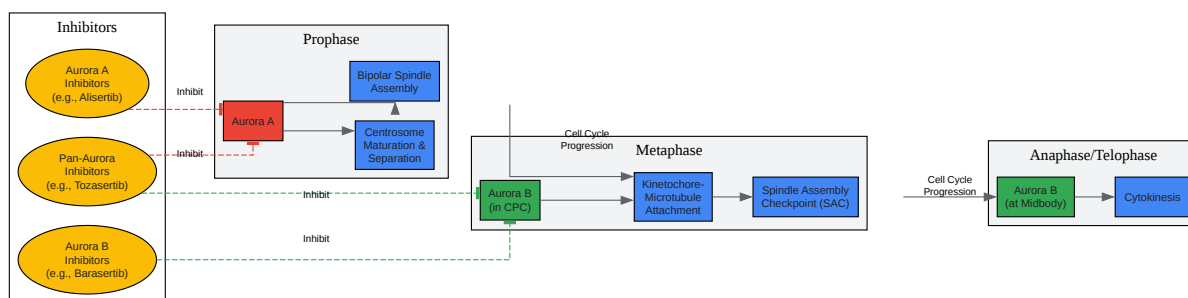 Inhibitors
Aurora A
Inhibitors
(e.g., Alisertib)
Pan-Aurora
Inhibitors
(e.g., Tozasertib)
Aurora B
Inhibitors
(e.g., Barasertib)
Inhibit
Inhibit
Inhibit
Inhibit
Prophase
Aurora A
Bipolar Spindle
Assembly
Centrosome
Maturation &
Separation
Cell Cycle
Progression
Metaphase
Aurora B
(in CPC)
Kinetochore-
Microtubule
Attachment
Spindle Assembly
Checkpoint (SAC)
Cell Cycle
Progression
Anaphase/Telophase
Aurora B
(at Midbody)
Cytokinesis